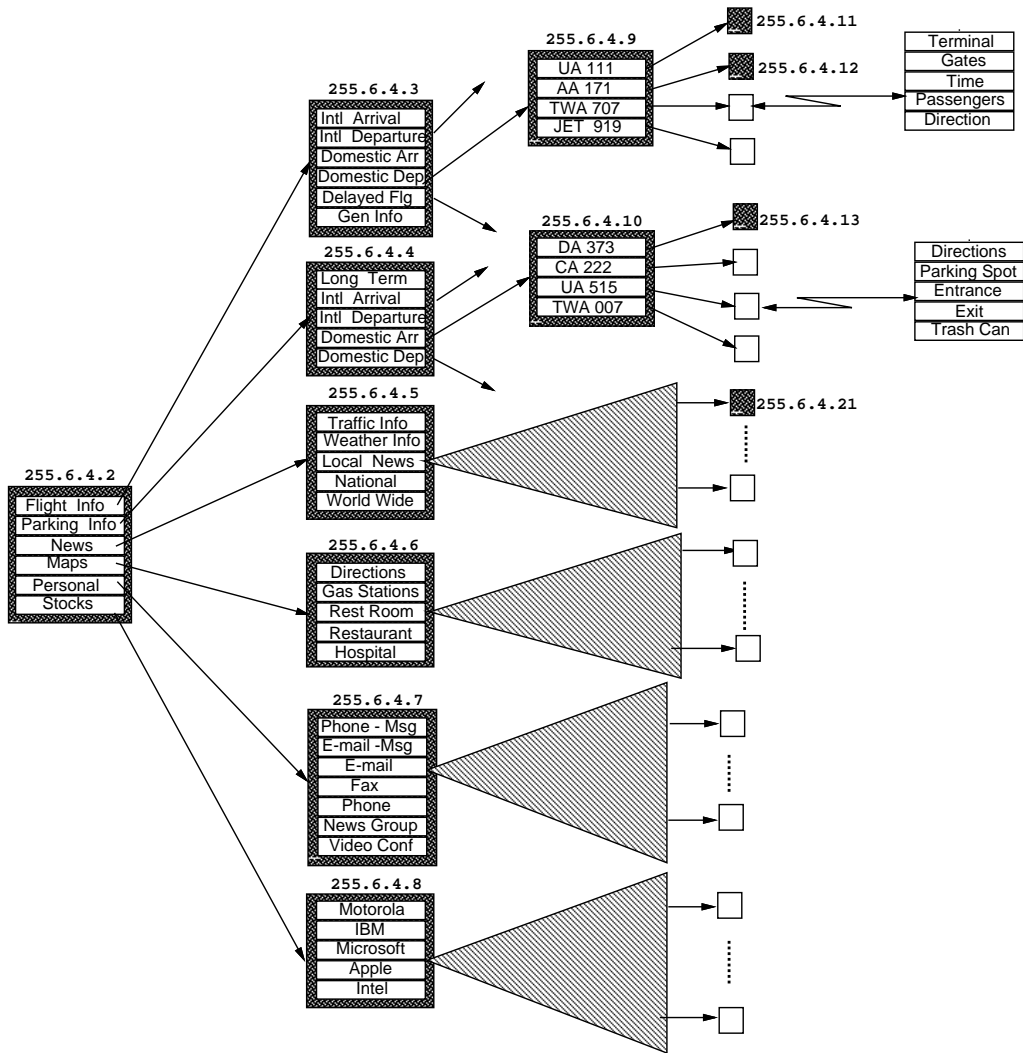 255.6.4.2
Flight Info
Parking Info
News
Maps
Personal
Stocks
255.6.4.3
Intl Arrival
Intl Departure
Domestic Arr
Domestic Dep
Delayed Flg
Gen Info
255.6.4.4
Long Term
Intl Arrival
Intl Departure
Domestic Arr
Domestic Dep
255.6.4.5
Traffic Info
Weather Info
Local News
National
World Wide
255.6.4.6
Directions
Gas Stations
Rest Room
Restaurant
Hospital
255.6.4.7
Phone - Msg
E-mail -Msg
E-mail
Fax
Phone
News Group
Video Conf
255.6.4.8
Motorola
IBM
Microsoft
Apple
Intel
255.6.4.9
UA 111
AA 171
TWA 707
JET 919
255.6.4.10
DA 373
CA 222
UA 515
TWA 007
255.6.4.11
255.6.4.12
255.6.4.13
255.6.4.21
Terminal
Gates
Time
Passengers
Direction
Directions
Parking Spot
Entrance
Exit
Trash Can